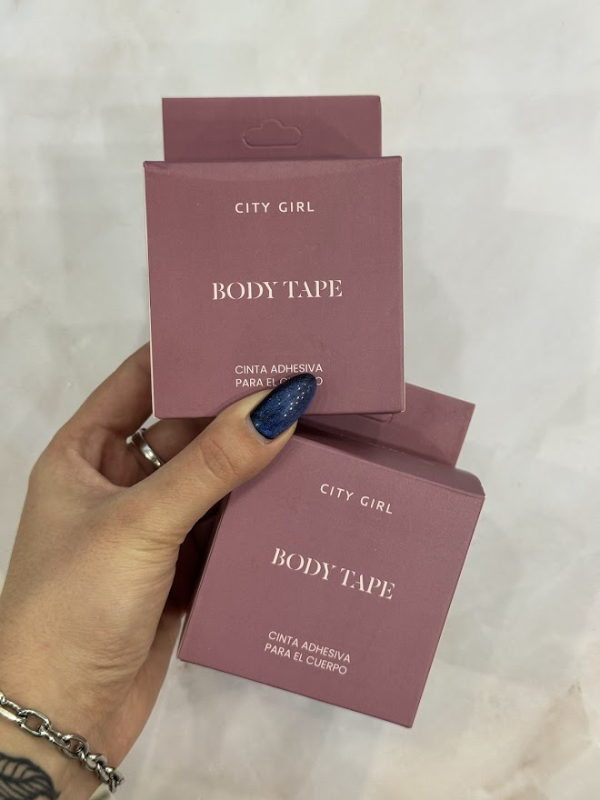 CITY GIRL
BODY TAPE
CINTA ADHESIVA
PARA EL CUERPO
CITY GIRL
BODY TAPE
CINTA ADHESIVA
PARA EL CUERPO